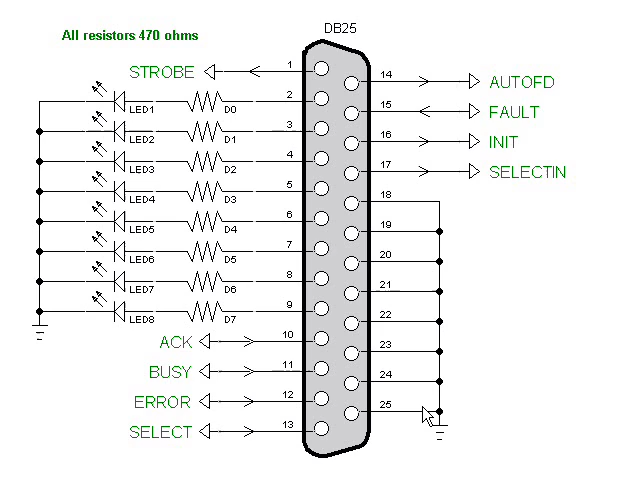 DB25
All resistors 470 ohms
STROBE 1
14 AUTOFD
LED1 D0 2
15 FAULT
LED2 D1 3
16 INIT
LED3 D2 4
17 SELECTIN
LED4 D3 5
18
LED5 D4 6
19
LED6 D5 7
20
LED7 D6 8
21
LED8 D7 9
22
ACK 10
23
BUSY 11
24
ERROR 12
25
SELECT 13